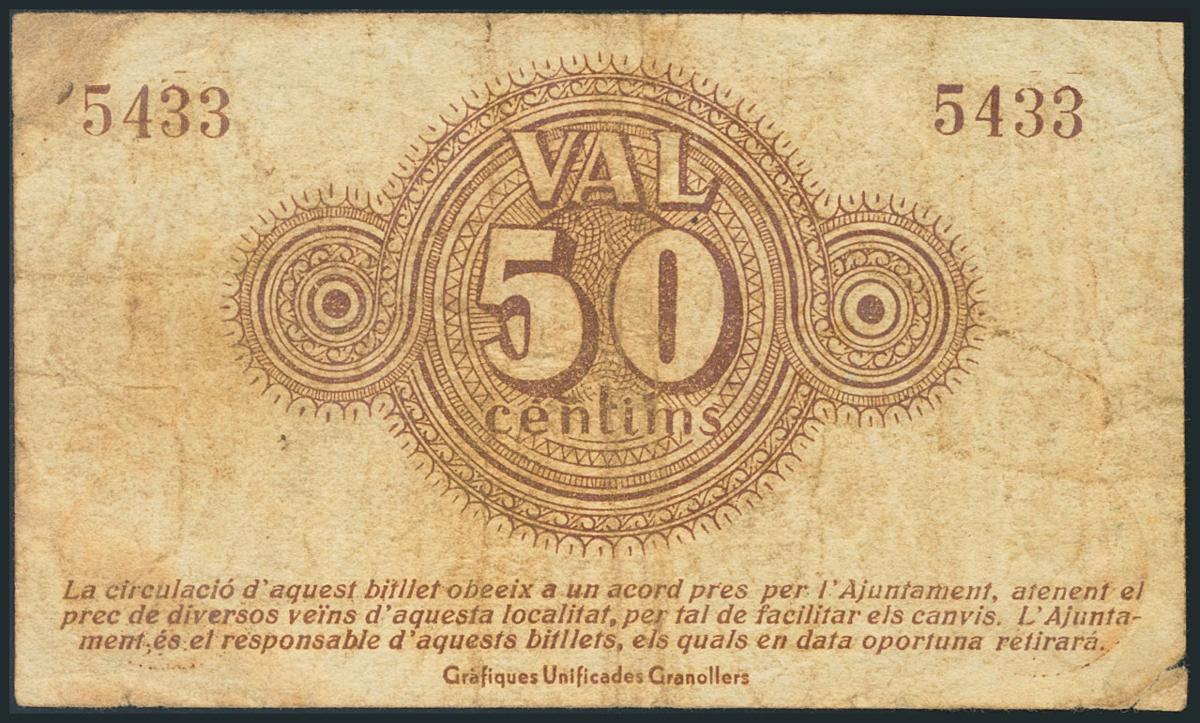 5433 5433
VAL
50
centims
La circulació d'aquest bitllet obeeix a un acord pres per l'Ajuntament, atenent el
prec de diversos veïns d'aquesta localitat, per tal de facilitar els canvis. L'Ajunta-
ment, és el responsable d'aquests bitllets, els quals en data oportuna retirará.
Gràfiques Unificades Granollers